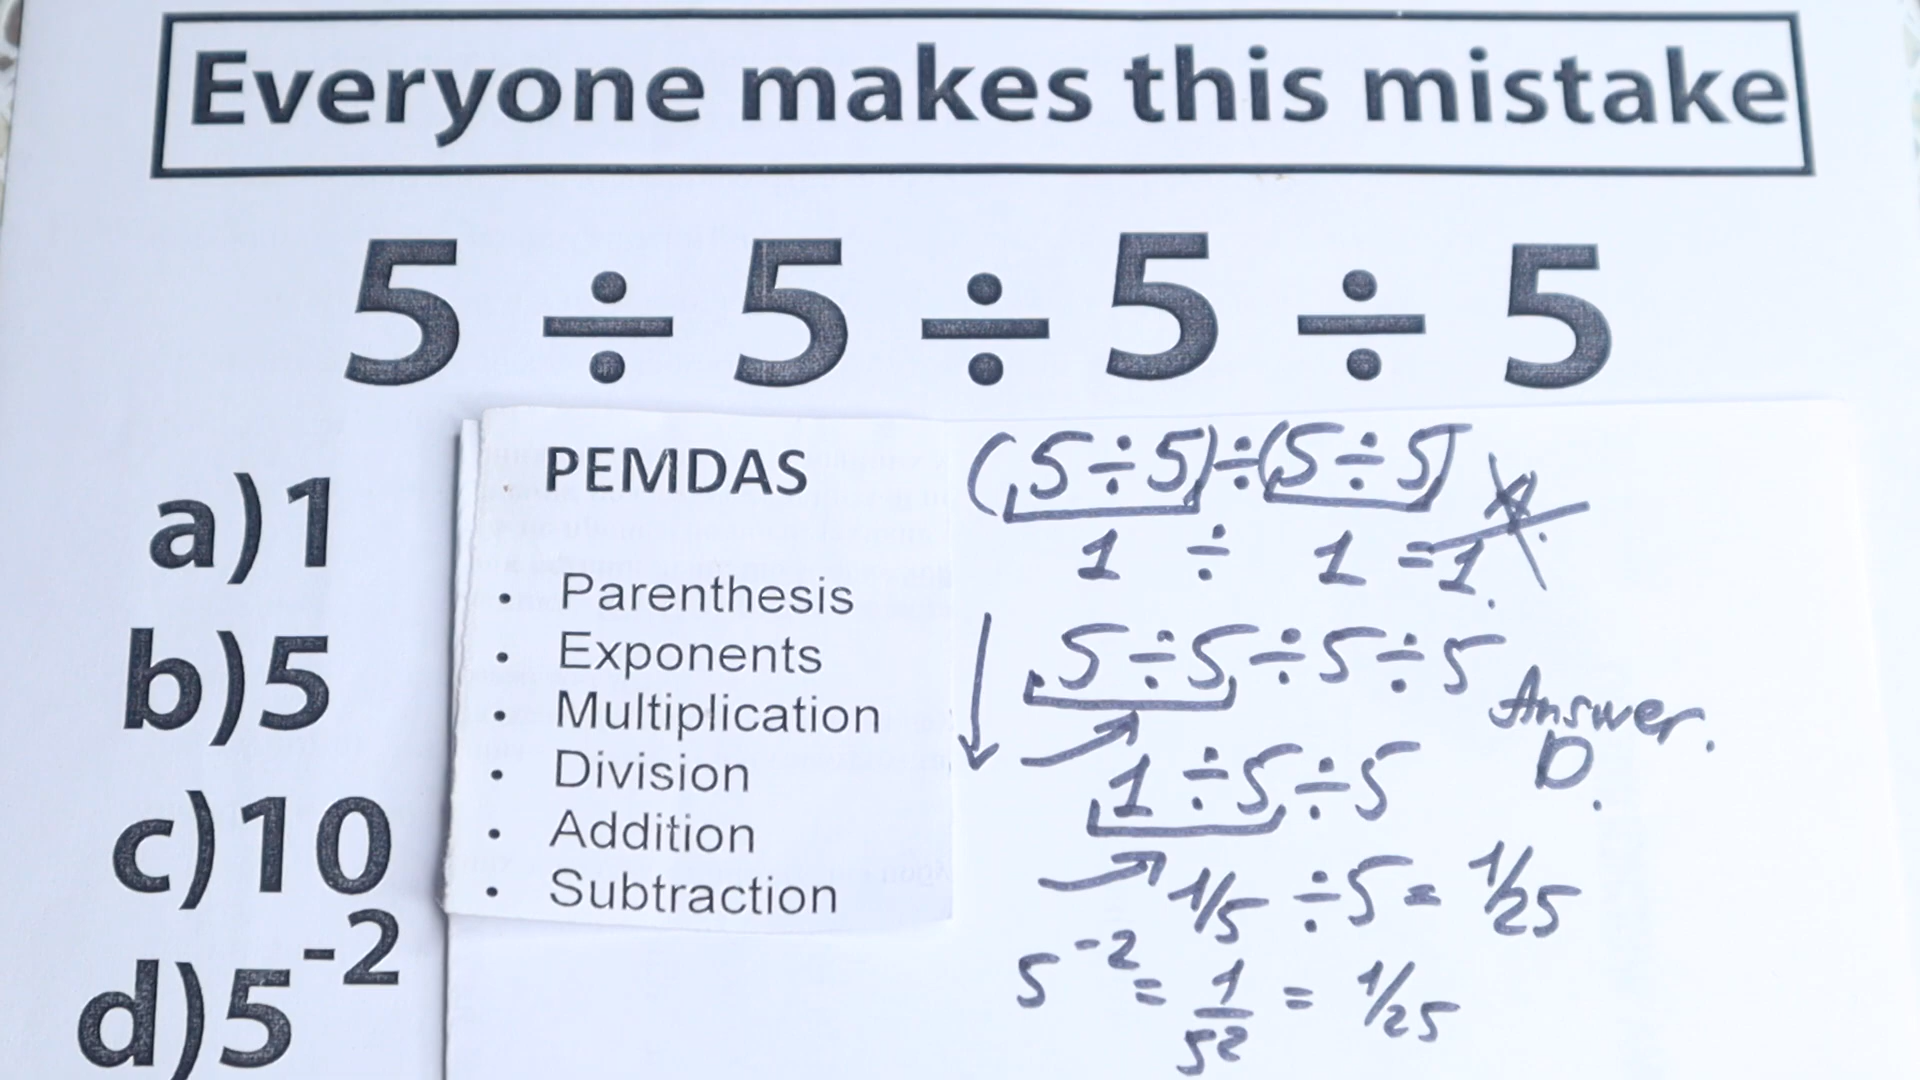 Everyone makes this mistake
5 ÷ 5 ÷ 5 ÷ 5
a) 1
b) 5
c) 10
d) 5⁻²
PEMDAS
• Parenthesis
• Exponents
• Multiplication
• Division
• Addition
• Subtraction
(5÷5)÷(5÷5)
1 ÷ 1 = 1.
5÷5÷5÷5
Answer.
D.
1÷5÷5
1/5 ÷5 = 1/25
5⁻² = 1/5² = 1/25